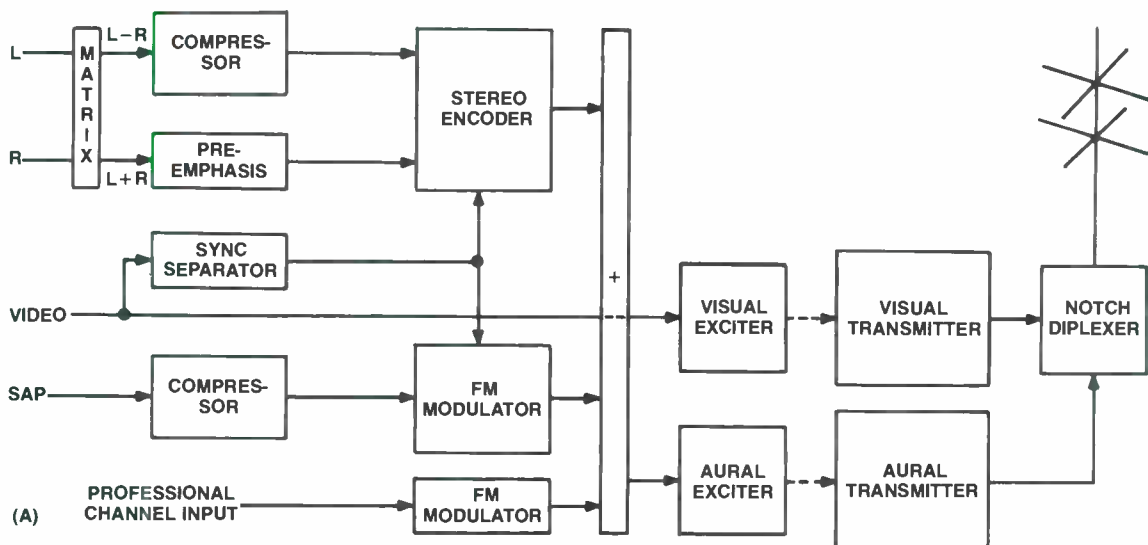 L
R
M
A
T
R
I
X
L–R
L+R
COMPRES-
SOR
PRE-
EMPHASIS
STEREO
ENCODER
SYNC
SEPARATOR
VIDEO
+
VISUAL
EXCITER
VISUAL
TRANSMITTER
NOTCH
DIPLEXER
SAP
COMPRES-
SOR
FM
MODULATOR
AURAL
EXCITER
AURAL
TRANSMITTER
(A)
PROFESSIONAL
CHANNEL INPUT
FM
MODULATOR